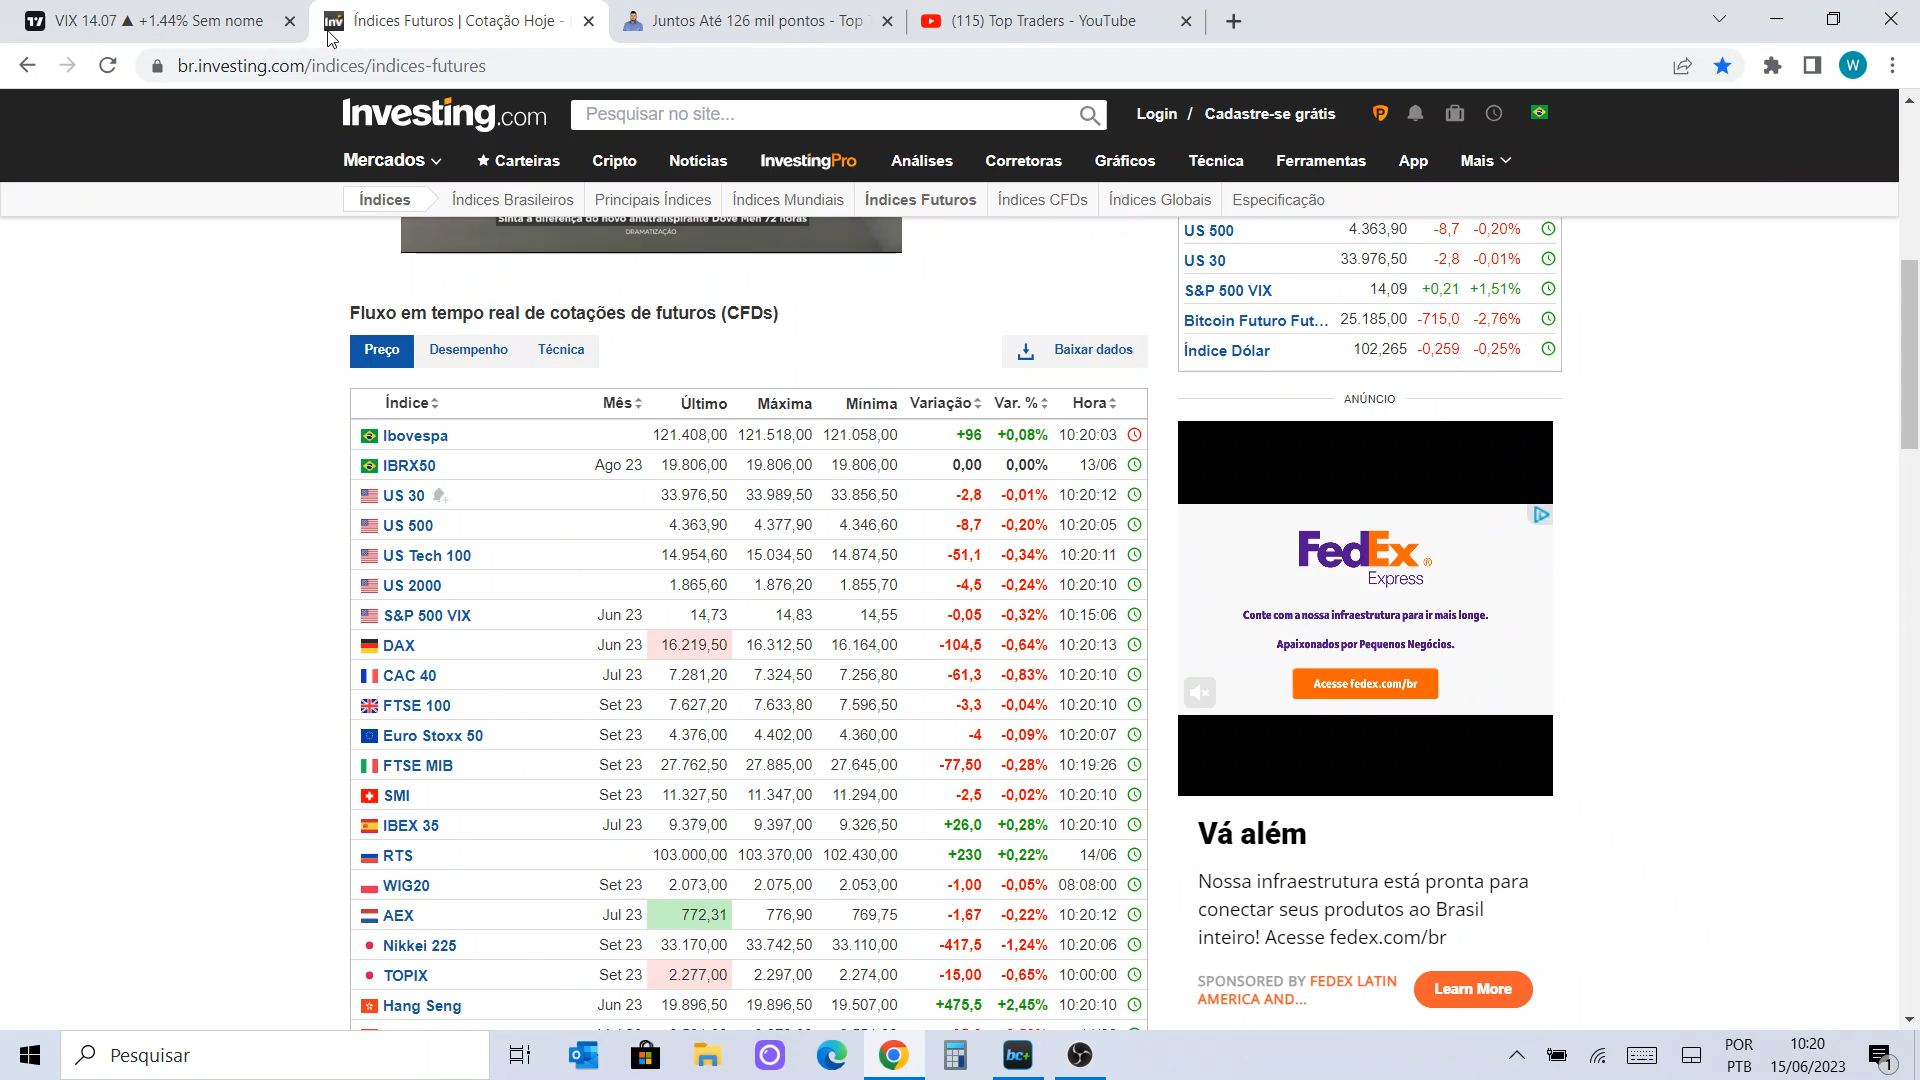 VIX 14.07 ▲ +1.44% Sem nome
Índices Futuros | Cotação Hoje -
Juntos Até 126 mil pontos - Top
(115) Top Traders - YouTube
br.investing.com/indices/indices-futures
W
Investing.com
Pesquisar no site...
Login / Cadastre-se grátis
Mercados
Carteiras
Cripto
Notícias
InvestingPro
Análises
Corretoras
Gráficos
Técnica
Ferramentas
App
Mais
Índices
Índices Brasileiros
Principais Índices
Índices Mundiais
Índices Futuros
Índices CFDs
Índices Globais
Especificação
Sinta a diferença do novo antitranspirante Dove Men 72 horas
DRAMATIZAÇÃO
US 500 4.363,90 -8,7 -0,20%
US 30 33.976,50 -2,8 -0,01%
S&P 500 VIX 14,09 +0,21 +1,51%
Bitcoin Futuro Fut... 25.185,00 -715,0 -2,76%
Índice Dólar 102,265 -0,259 -0,25%
Fluxo em tempo real de cotações de futuros (CFDs)
Preço Desempenho Técnica
Baixar dados
Índice Mês Último Máxima Mínima Variação Var. % Hora
Ibovespa 121.408,00 121.518,00 121.058,00 +96 +0,08% 10:20:03
IBRX50 Ago 23 19.806,00 19.806,00 19.806,00 0,00 0,00% 13/06
US 30 33.976,50 33.989,50 33.856,50 -2,8 -0,01% 10:20:12
US 500 4.363,90 4.377,90 4.346,60 -8,7 -0,20% 10:20:05
US Tech 100 14.954,60 15.034,50 14.874,50 -51,1 -0,34% 10:20:11
US 2000 1.865,60 1.876,20 1.855,70 -4,5 -0,24% 10:20:10
S&P 500 VIX Jun 23 14,73 14,83 14,55 -0,05 -0,32% 10:15:06
DAX Jun 23 16.219,50 16.312,50 16.164,00 -104,5 -0,64% 10:20:13
CAC 40 Jul 23 7.281,20 7.324,50 7.256,80 -61,3 -0,83% 10:20:10
FTSE 100 Set 23 7.627,20 7.633,80 7.596,50 -3,3 -0,04% 10:20:10
Euro Stoxx 50 Set 23 4.376,00 4.402,00 4.360,00 -4 -0,09% 10:20:07
FTSE MIB Set 23 27.762,50 27.885,00 27.645,00 -77,50 -0,28% 10:19:26
SMI Set 23 11.327,50 11.347,00 11.294,00 -2,5 -0,02% 10:20:10
IBEX 35 Jul 23 9.379,00 9.397,00 9.326,50 +26,0 +0,28% 10:20:10
RTS 103.000,00 103.370,00 102.430,00 +230 +0,22% 14/06
WIG20 Set 23 2.073,00 2.075,00 2.053,00 -1,00 -0,05% 08:08:00
AEX Jul 23 772,31 776,90 769,75 -1,67 -0,22% 10:20:12
Nikkei 225 Set 23 33.170,00 33.742,50 33.110,00 -417,5 -1,24% 10:20:06
TOPIX Set 23 2.277,00 2.297,00 2.274,00 -15,00 -0,65% 10:00:00
Hang Seng Jun 23 19.896,50 19.896,50 19.507,00 +475,5 +2,45% 10:20:10
ANÚNCIO
FedEx®
Express
Conte com a nossa infraestrutura para ir mais longe.
Apaixonados por Pequenos Negócios.
Acesse fedex.com/br
Vá além
Nossa infraestrutura está pronta para
conectar seus produtos ao Brasil
inteiro! Acesse fedex.com/br
SPONSORED BY FEDEX LATIN
AMERICA AND...
Learn More
Pesquisar
bc+
POR
PTB
10:20
15/06/2023
1